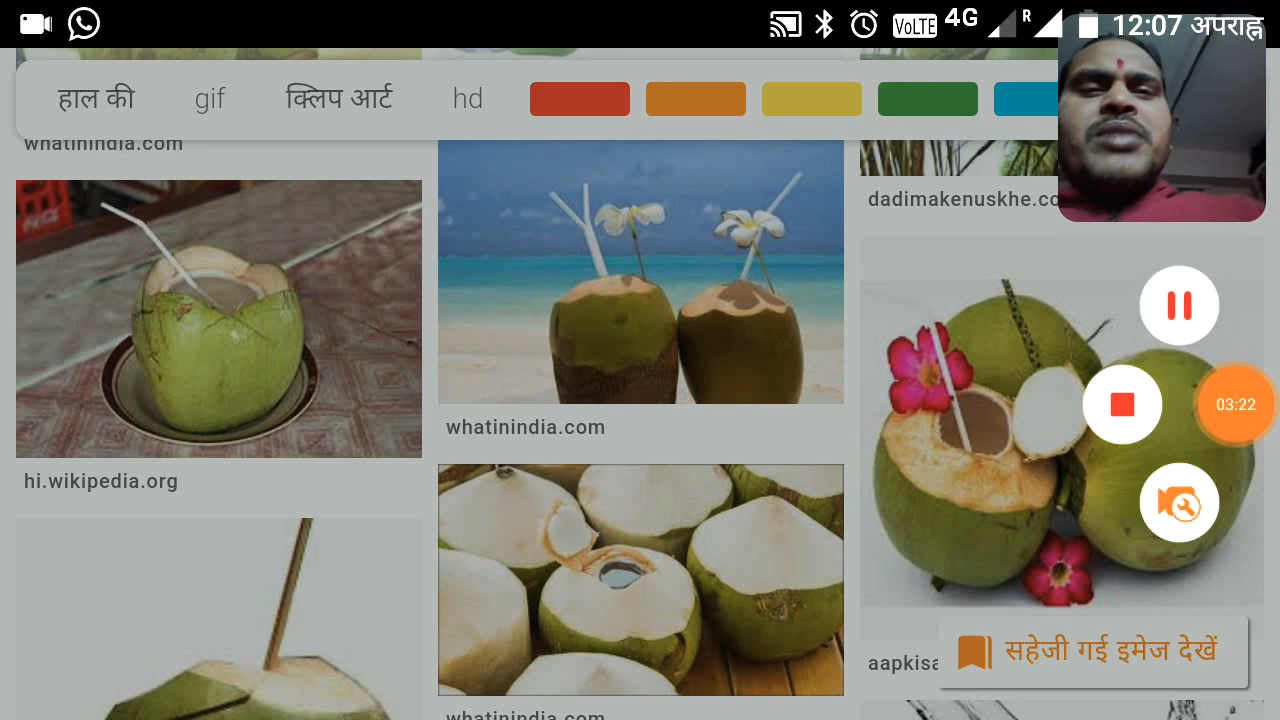 VoLTE 4G R 12:07 अपराह्न
हाल की gif क्लिप आर्ट hd
whatinindia.com
dadimakenuskhe.co
whatinindia.com
03:22
hi.wikipedia.org
सहेजी गई इमेज देखें
aapkisa
whatinindia.com